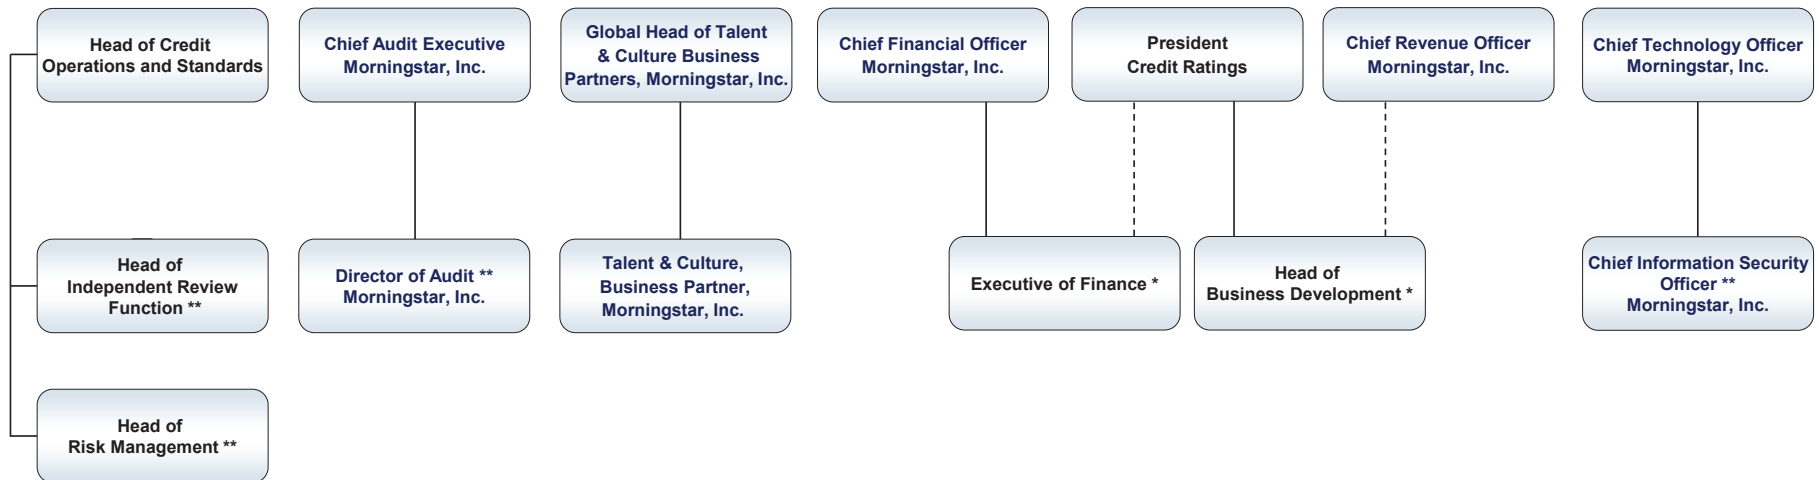 Head of Credit
Operations and Standards
Chief Audit Executive
Morningstar, Inc.
Global Head of Talent
& Culture Business
Partners, Morningstar, Inc.
Chief Financial Officer
Morningstar, Inc.
President
Credit Ratings
Chief Revenue Officer
Morningstar, Inc.
Chief Technology Officer
Morningstar, Inc.
Head of
Independent Review
Function **
Director of Audit **
Morningstar, Inc.
Talent & Culture,
Business Partner,
Morningstar, Inc.
Executive of Finance *
Head of
Business Development *
Chief Information Security
Officer **
Morningstar, Inc.
Head of
Risk Management **